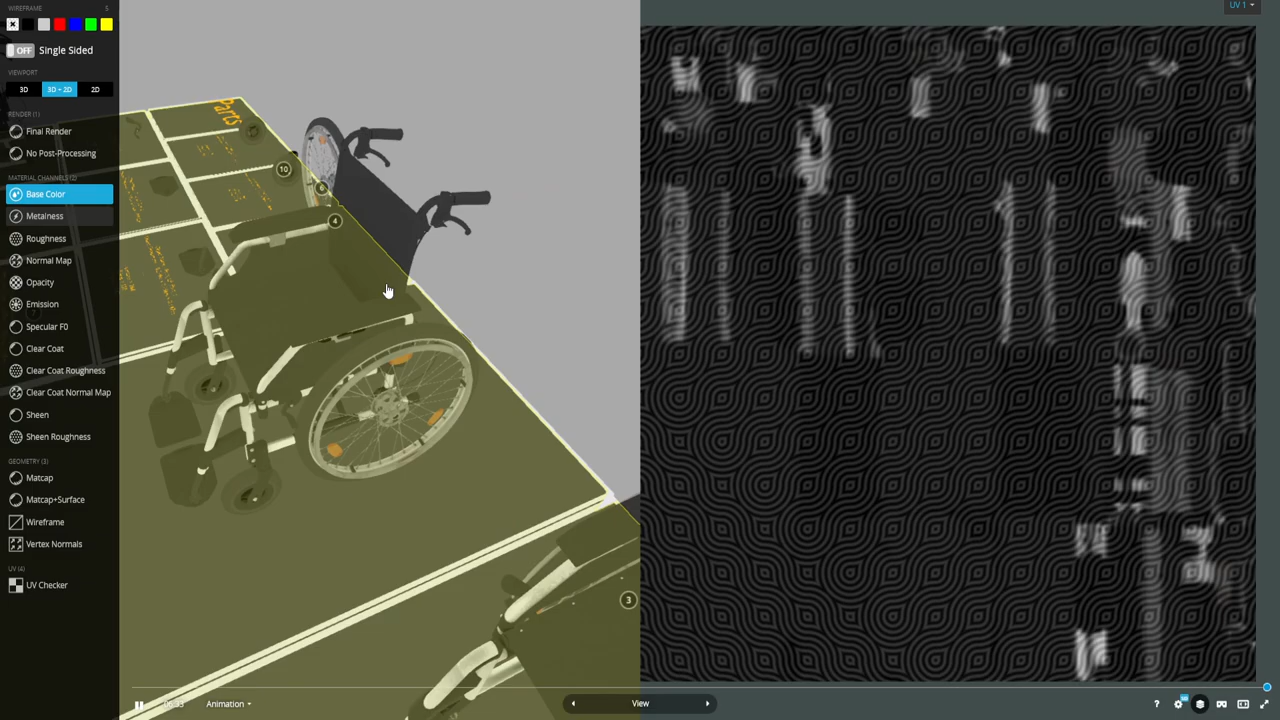 WIREFRAME 5
OFF Single Sided
VIEWPORT
3D 3D + 2D 2D
RENDER (1)
Final Render
No Post-Processing
MATERIAL CHANNELS (2)
Base Color
Metalness
Roughness
Normal Map
Opacity
Emission
Specular F0
Clear Coat
Clear Coat Roughness
Clear Coat Normal Map
Sheen
Sheen Roughness
GEOMETRY (3)
Matcap
Matcap+Surface
Wireframe
Vertex Normals
UV (4)
UV Checker
Parts
10
6
4
3
UV 1
Animation
View
?
HD